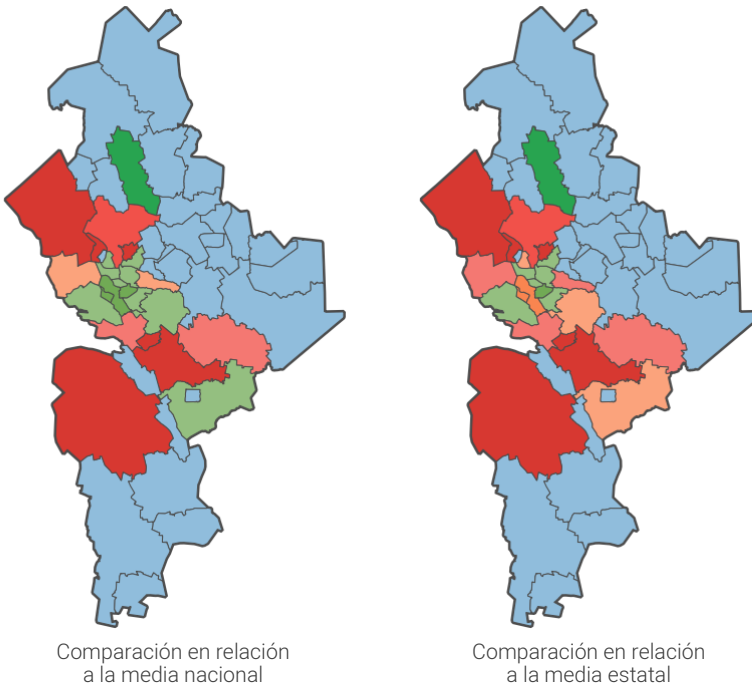 Comparación en relación
a la media nacional
Comparación en relación
a la media estatal